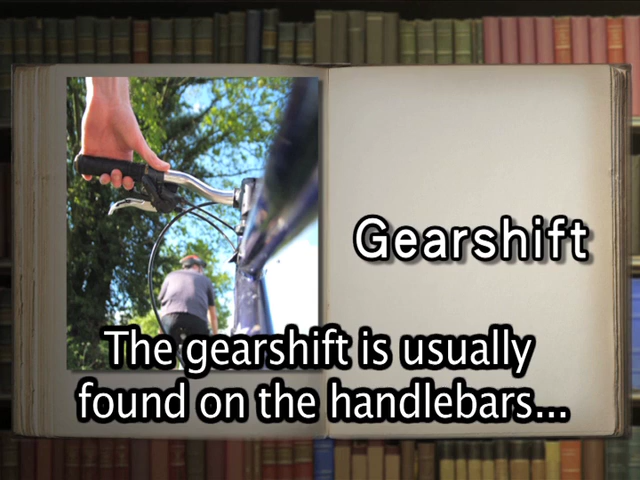 Gearshift
The gearshift is usually
found on the handlebars...